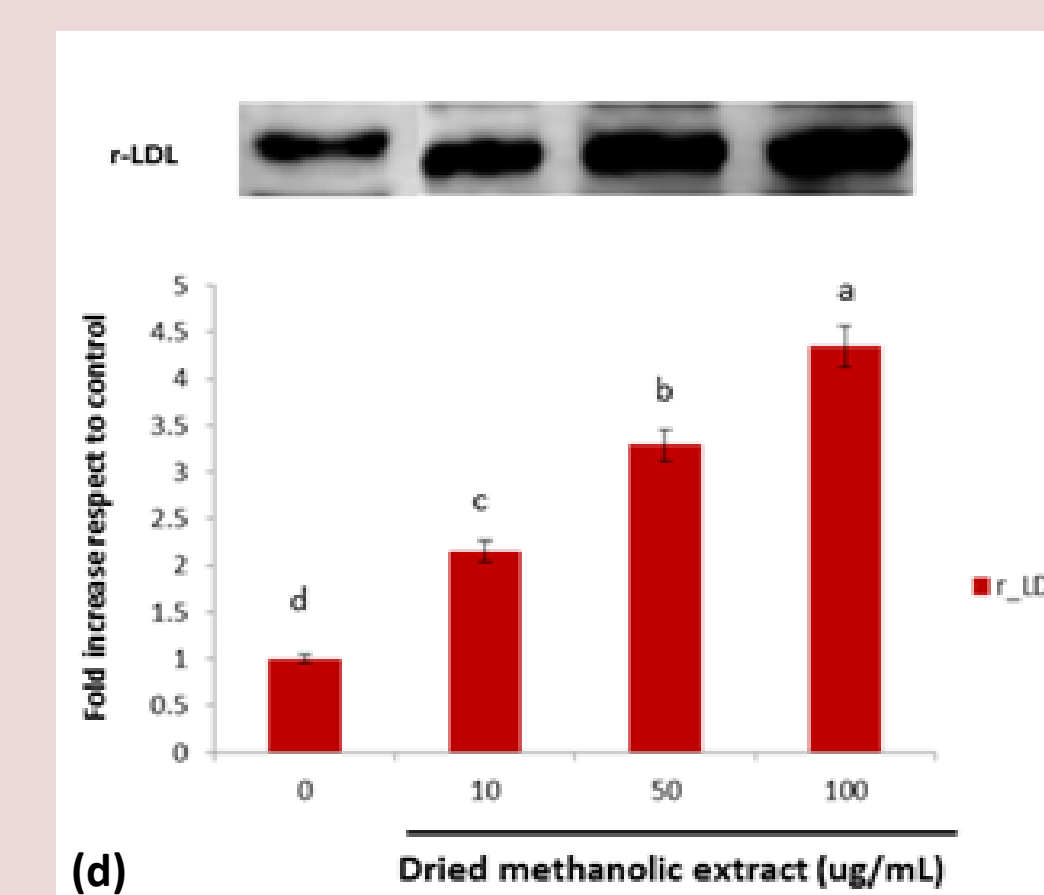 r-LDL
Fold increase respect to control
5
4.5
4
3.5
3
2.5
2
1.5
1
0.5
0
a
b
c
d
r_LD
0 10 50 100
(d)
Dried methanolic extract (ug/mL)